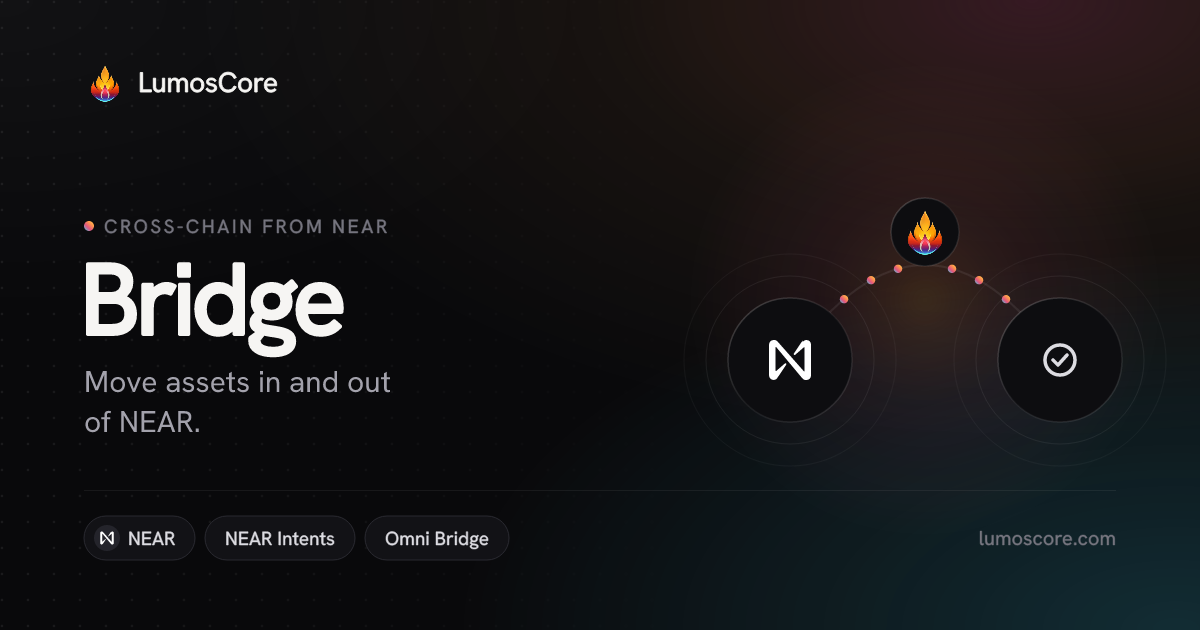 LumosCore
CROSS-CHAIN FROM NEAR
Bridge
Move assets in and out
of NEAR.
NEAR
NEAR Intents
Omni Bridge
lumoscore.com